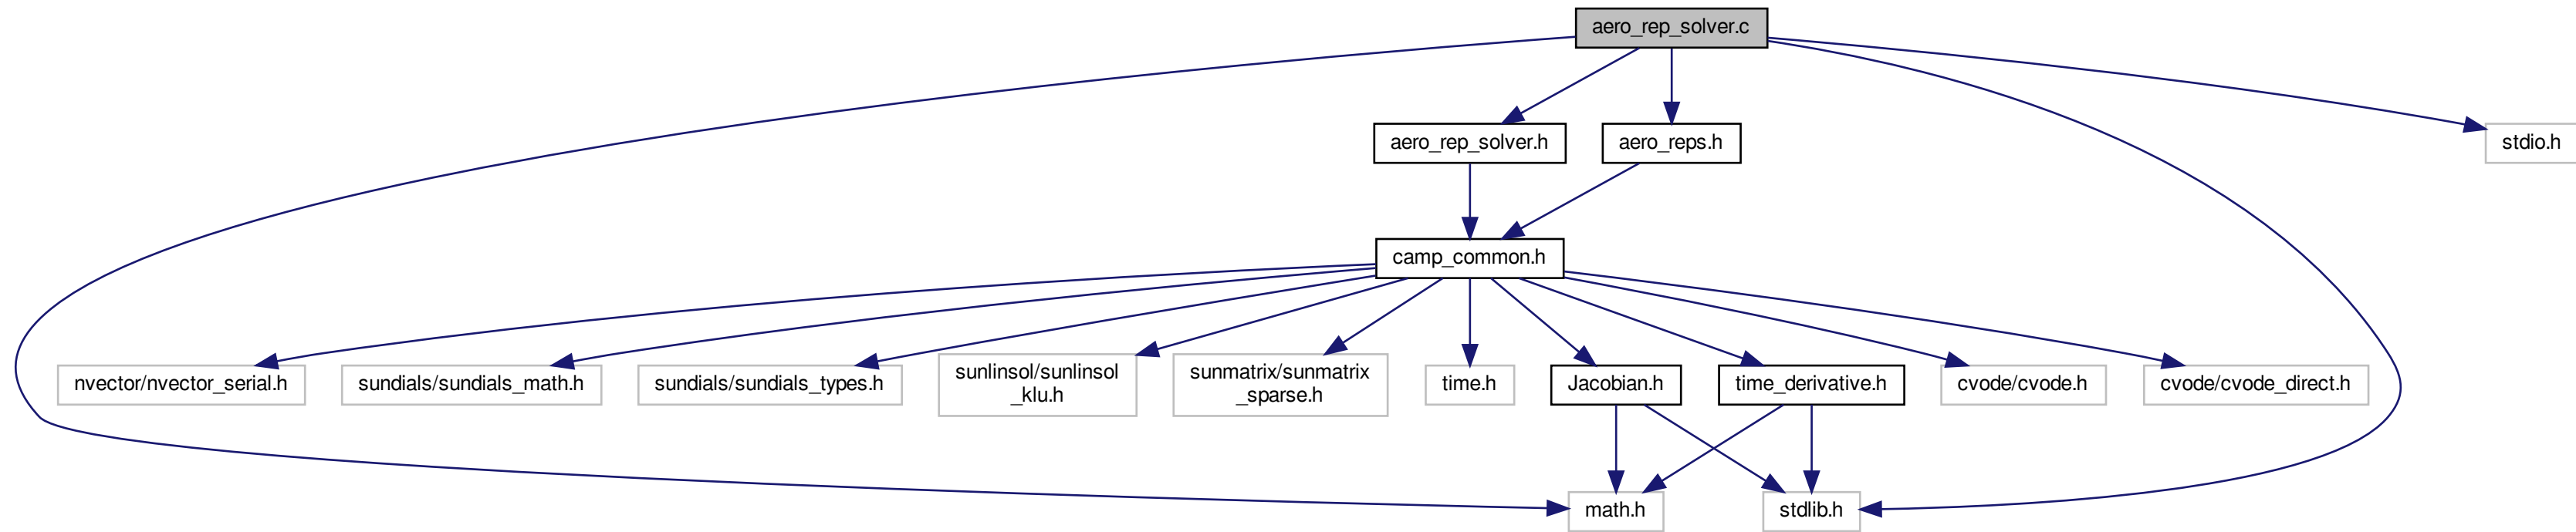 aero_rep_solver.c
aero_rep_solver.h
aero_reps.h
stdio.h
camp_common.h
nvector/nvector_serial.h
sundials/sundials_math.h
sundials/sundials_types.h
sunlinsol/sunlinsol
_klu.h
sunmatrix/sunmatrix
_sparse.h
time.h
Jacobian.h
time_derivative.h
cvode/cvode.h
cvode/cvode_direct.h
math.h
stdlib.h